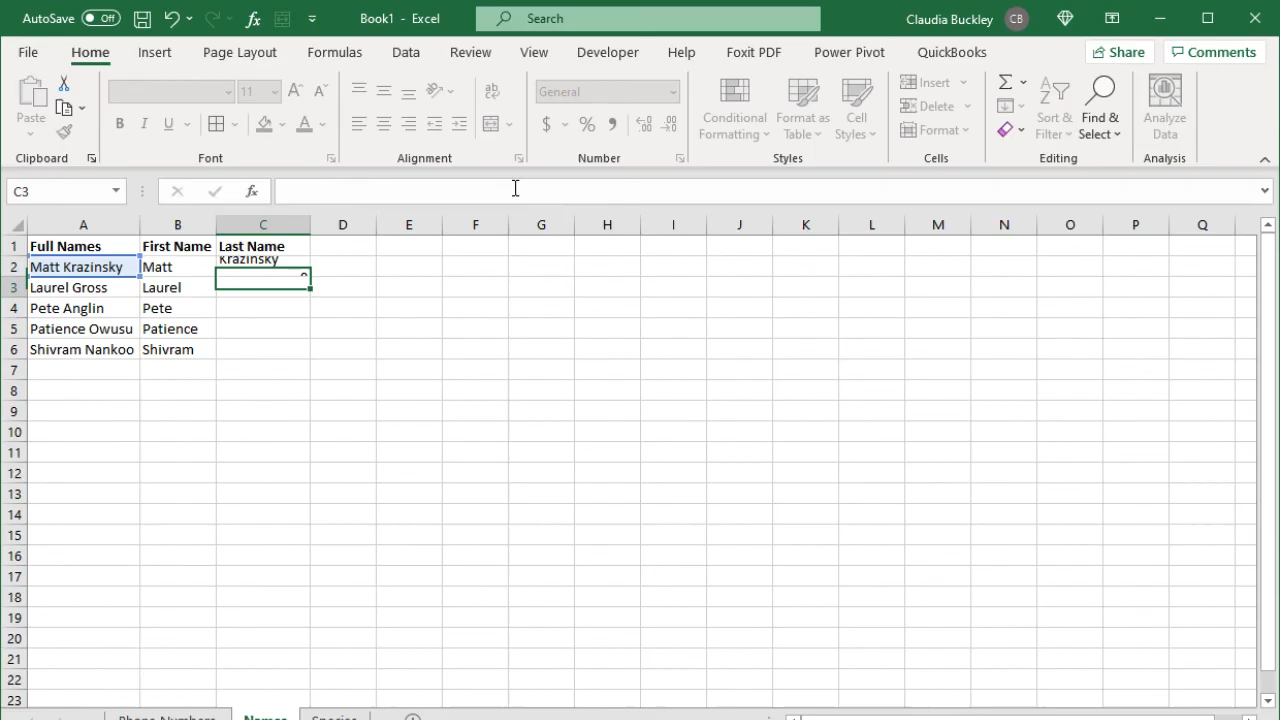 AutoSave Off Book1 - Excel Search Claudia Buckley CB
File Home Insert Page Layout Formulas Data Review View Developer Help Foxit PDF Power Pivot QuickBooks Share Comments
Paste
Clipboard
11
B I U A
Font
ab
Alignment
General
$ %
Number
Conditional Formatting
Format as Table
Cell Styles
Styles
Insert
Delete
Format
Cells
Sort & Filter
Find & Select
Editing
Analyze Data
Analysis
C3 fx
A B C D E F G H I J K L M N O P Q
1 Full Names First Name Last Name
2 Matt Krazinsky Matt Krazinsky
3 Laurel Gross Laurel
4 Pete Anglin Pete
5 Patience Owusu Patience
6 Shivram Nankoo Shivram
7
8
9
10
11
12
13
14
15
16
17
18
19
20
21
22
23
Phone Numbers Names Species